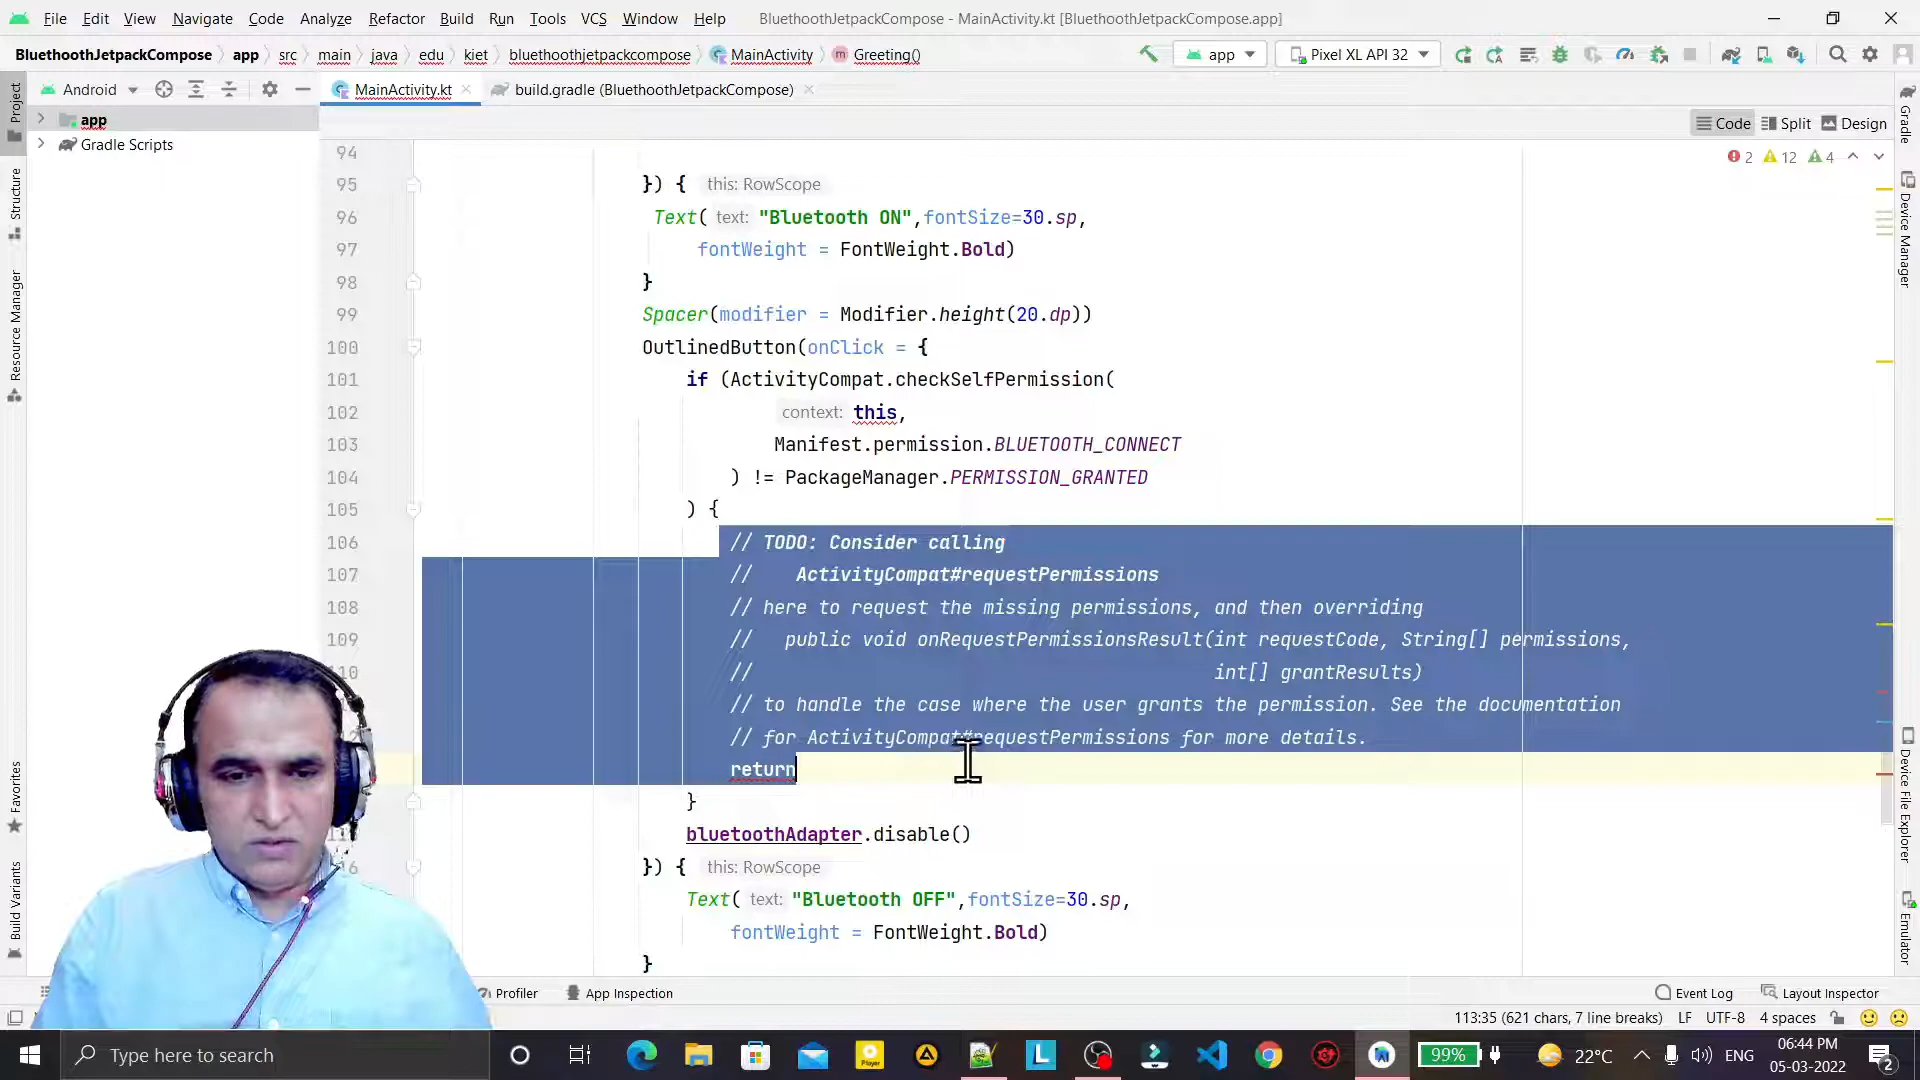 File Edit View Navigate Code Analyze Refactor Build Run Tools VCS Window Help BluethoothJetpackCompose - MainActivity.kt [BluethoothJetpackCompose.app]
BluethoothJetpackCompose app src main java edu kiet bluethoothjetpackcompose MainActivity Greeting() app Pixel XL API 32
Android MainActivity.kt build.gradle (BluethoothJetpackCompose)
app
Gradle Scripts
Code Split Design
2 12 4
Project
Structure
Resource Manager
Favorites
Build Variants
94
95 }) { this: RowScope
96 Text( text: "Bluetooth ON",fontSize=30.sp,
97 fontWeight = FontWeight.Bold)
98 }
99 Spacer(modifier = Modifier.height(20.dp))
100 OutlinedButton(onClick = {
101 if (ActivityCompat.checkSelfPermission(
102 context: this,
103 Manifest.permission.BLUETOOTH_CONNECT
104 ) != PackageManager.PERMISSION_GRANTED
105 ) {
106 // TODO: Consider calling
107 //    ActivityCompat#requestPermissions
108 // here to request the missing permissions, and then overriding
109 //   public void onRequestPermissionsResult(int requestCode, String[] permissions,
110 //                                          int[] grantResults)
// to handle the case where the user grants the permission. See the documentation
// for ActivityCompat#requestPermissions for more details.
return
}
bluetoothAdapter.disable()
}) { this: RowScope
Text( text: "Bluetooth OFF",fontSize=30.sp,
fontWeight = FontWeight.Bold)
}
Gradle
Device Manager
Device File Explorer
Emulator
Profiler App Inspection Event Log Layout Inspector
113:35 (621 chars, 7 line breaks) LF UTF-8 4 spaces
Type here to search
99% 22°C ENG 06:44 PM
05-03-2022
2